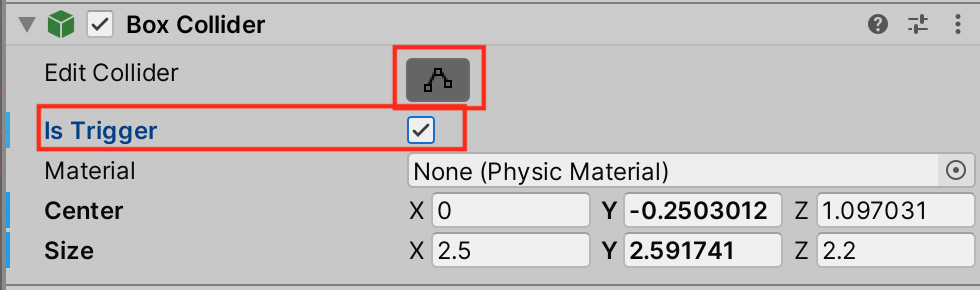 Box Collider
Edit Collider
Is Trigger
Material None (Physic Material)
Center X 0 Y -0.2503012 Z 1.097031
Size X 2.5 Y 2.591741 Z 2.2